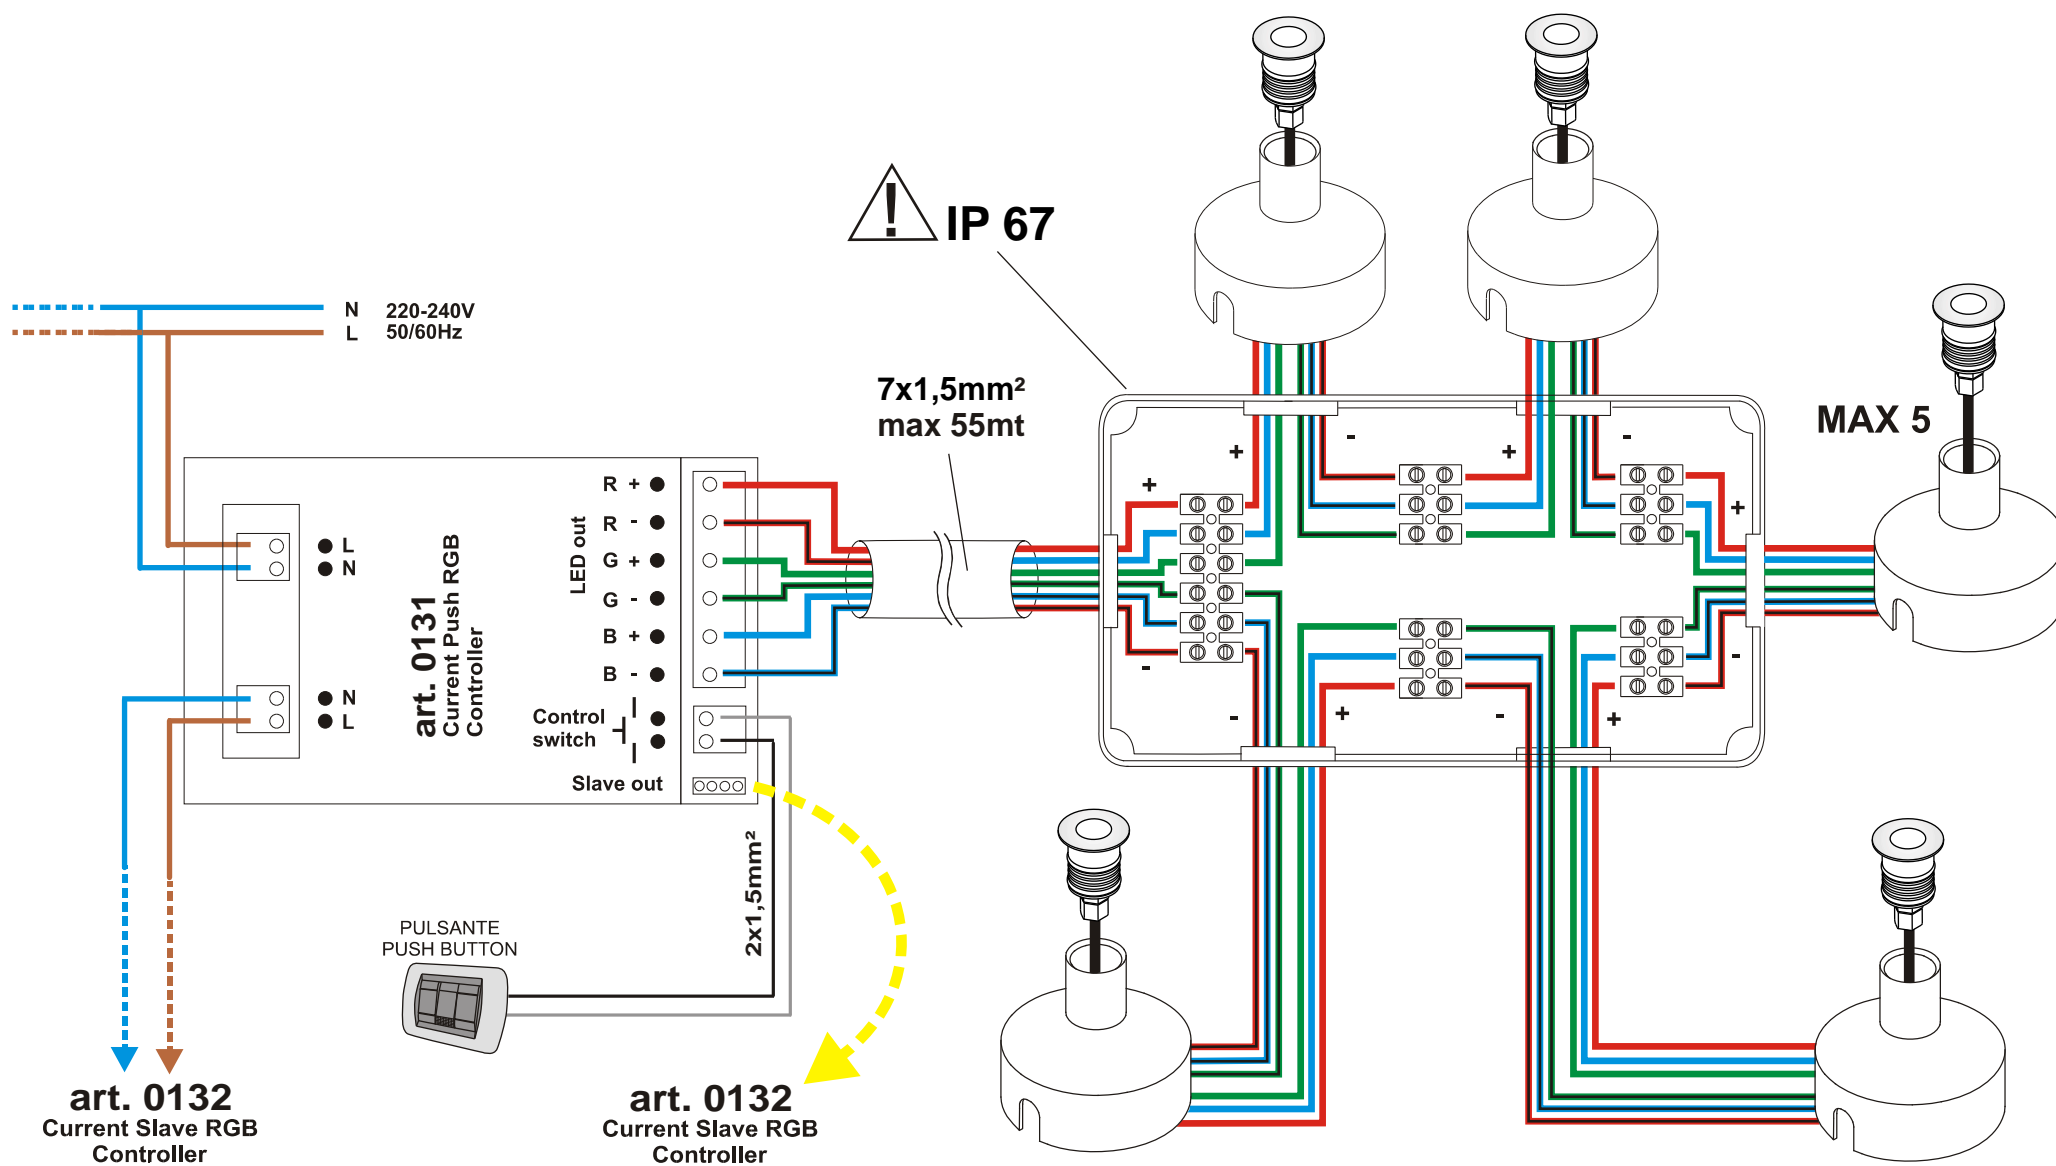 IP 67
N 220-240V
L 50/60Hz
7x1,5mm²
max 55mt
MAX 5
R + 
R -
G +
G -
B +
B -
LED out
L
N
N
L
art. 0131
Current Push RGB
Controller
Control
switch
Slave out
2x1,5mm²
PULSANTE
PUSH BUTTON
art. 0132
Current Slave RGB
Controller
art. 0132
Current Slave RGB
Controller
+
-
+
-
+
+
-
-
+
-
+
-